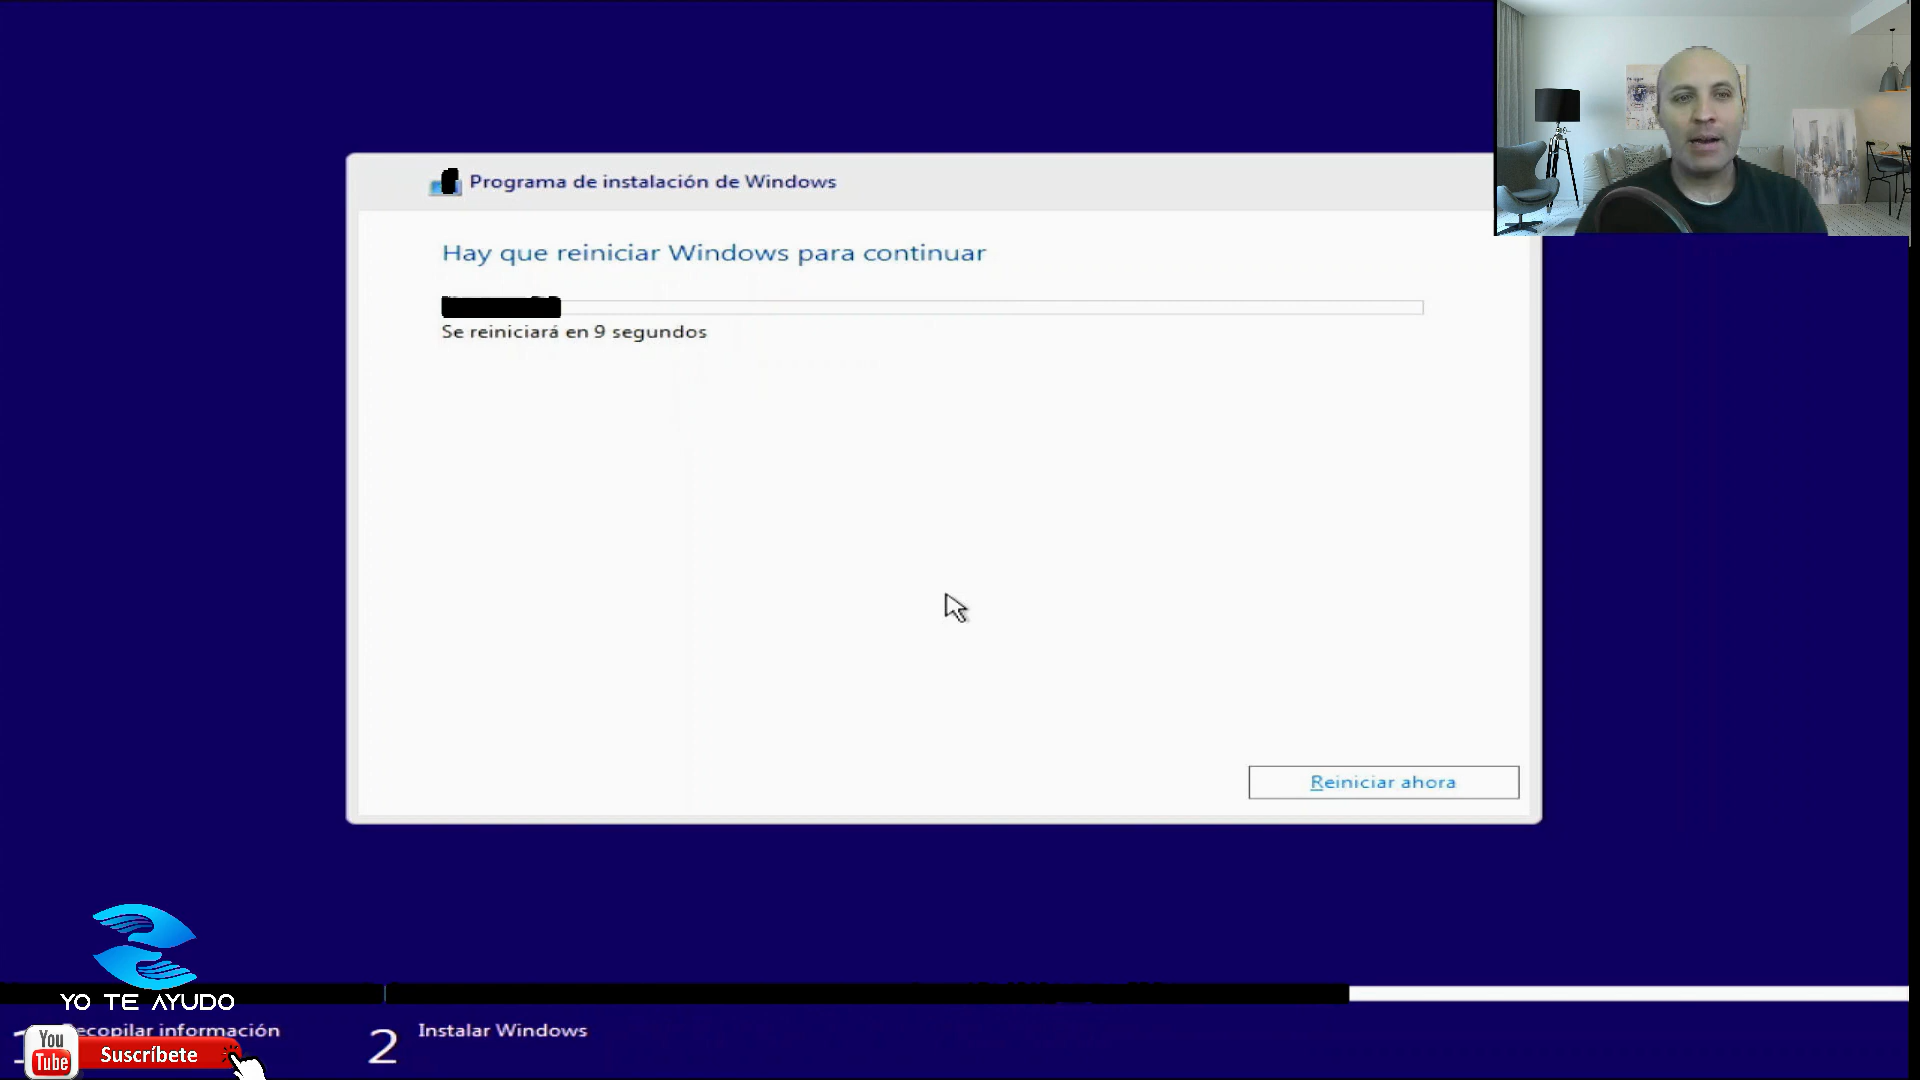 Programa de instalación de Windows
Hay que reiniciar Windows para continuar
Se reiniciará en 9 segundos
Reiniciar ahora
YO TE AYUDO
ecopilar información
2 Instalar Windows
You
Tube
Suscríbete